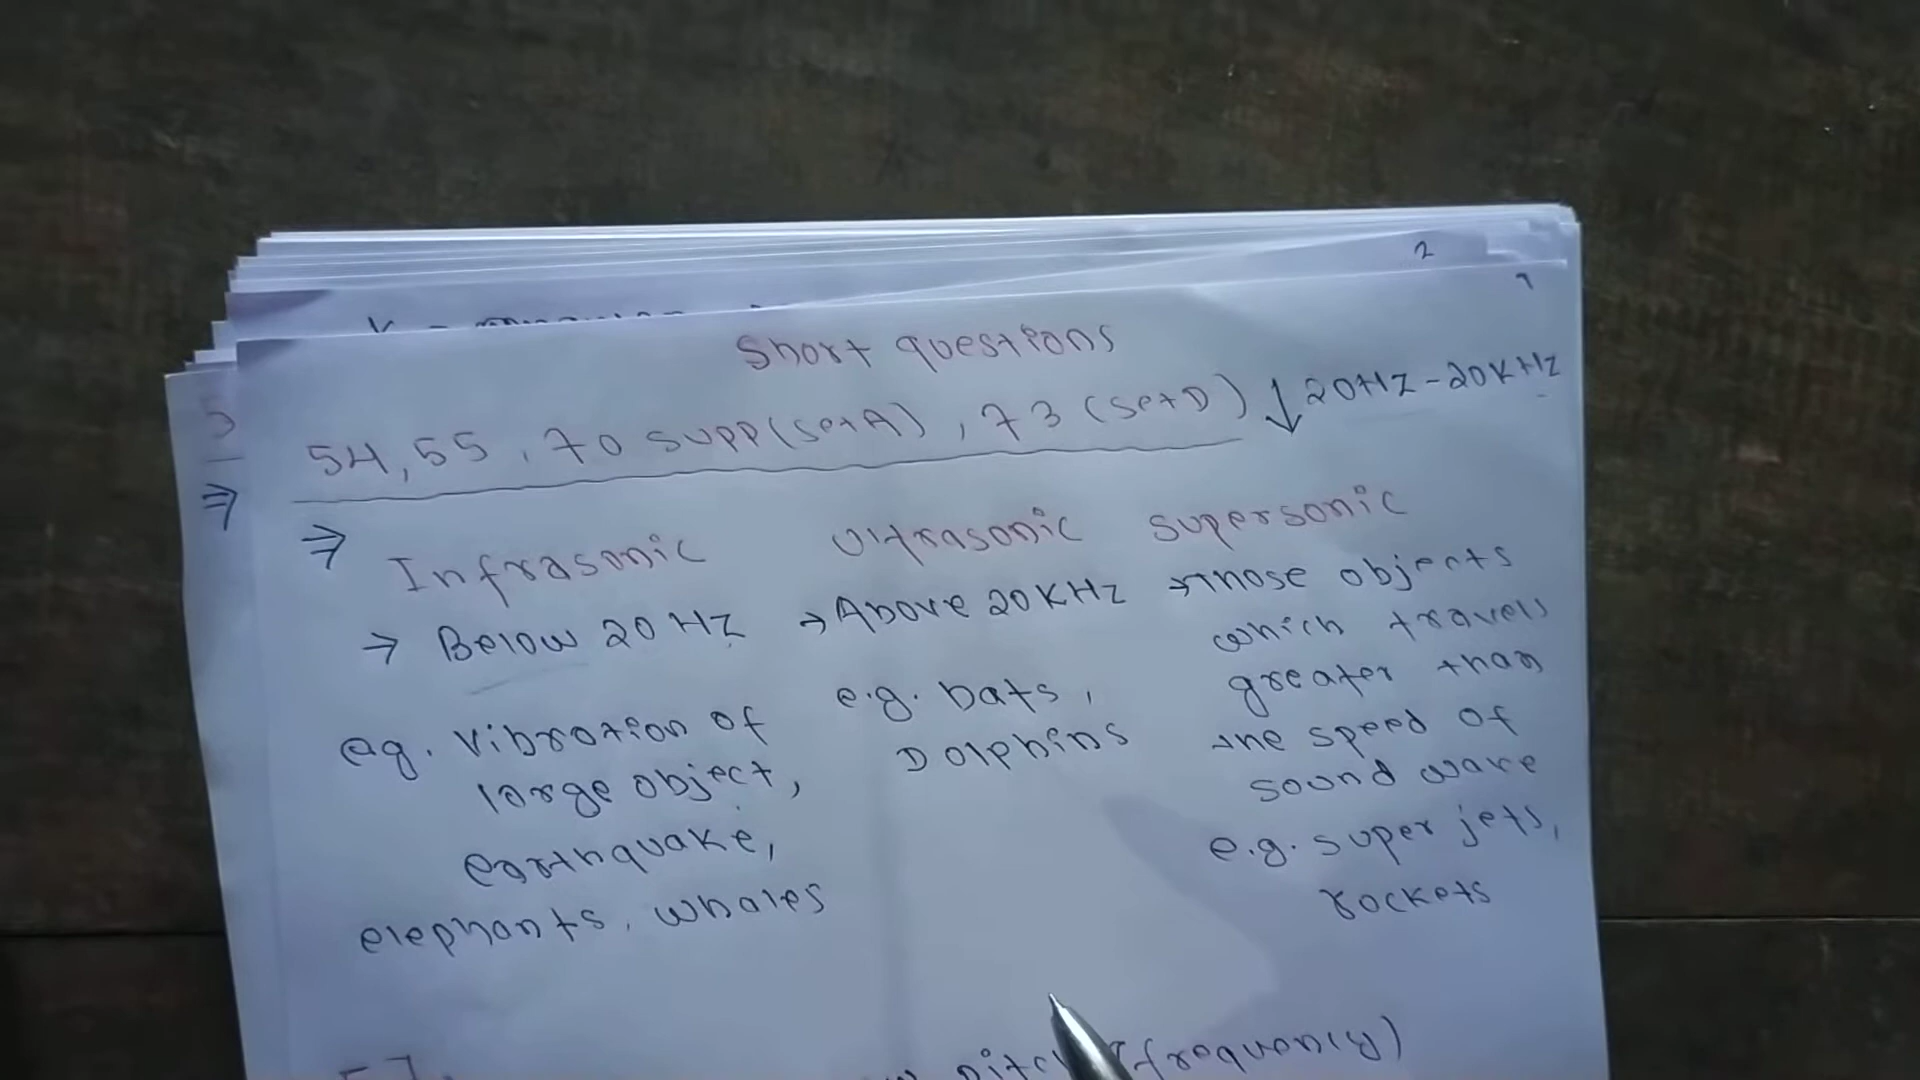 2
1
Short questions
54, 55, 70 supp (set A), 73 (set D) ↓ 20Hz - 20KHz
⇒ Infrasonic Ultrasonic supersonic
→ Below 20 Hz → Above 20KHz → those objects
which travels
greater than
the speed of
sound wave
e.g. Vibration of
large object,
earthquake,
elephants, whales
e.g. bats,
Dolphins
e.g. super jets,
rockets
(frequency)